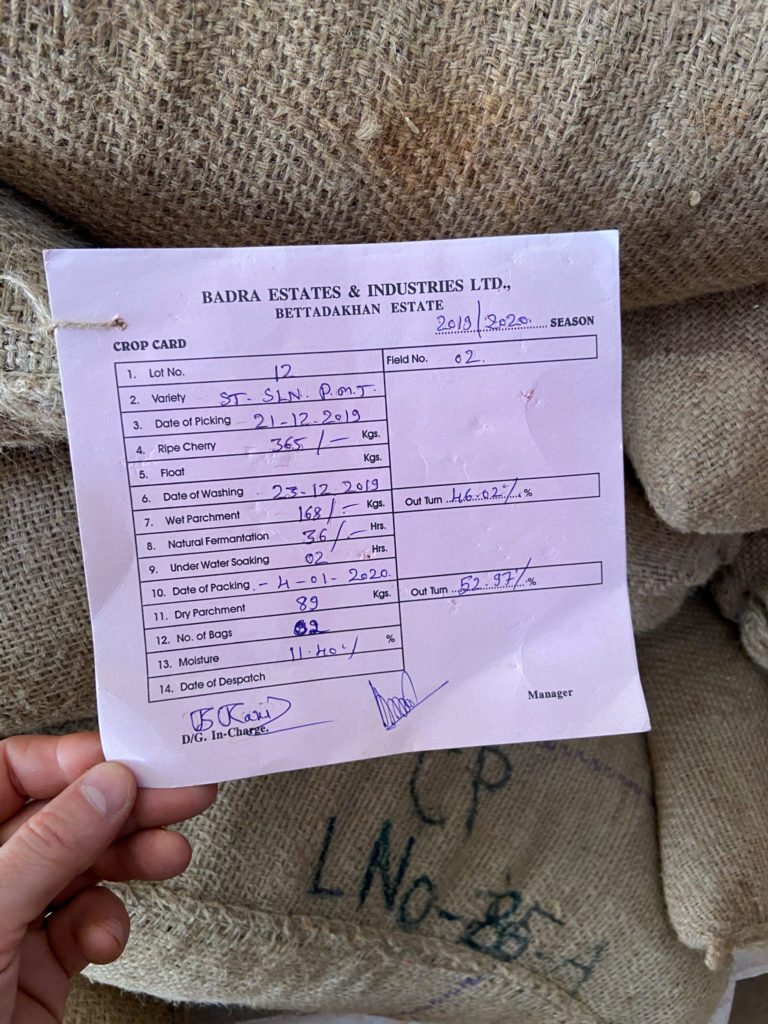 BADRA ESTATES & INDUSTRIES LTD.,
BETTADAKHAN ESTATE
2019/2020. SEASON
CROP CARD
1. Lot No. 12 Field No. 02.
2. Variety ST- SLN. P.M.T.
3. Date of Picking - 21-12-2019
4. Ripe Cherry 365/- Kgs.
5. Float Kgs.
6. Date of Washing - 23-12-2019
7. Wet Parchment 168/- Kgs. Out Turn 46.02% %
8. Natural Fermantation 36/- Hrs.
9. Under Water Soaking 02 Hrs.
10. Date of Packing - 4-01-2020.
11. Dry Parchment 89 Kgs. Out Turn 52.97% %
12. No. of Bags 02
13. Moisture 11.40% %
14. Date of Despatch
D/G. In-Charge.
Manager
CP
LNo-86-A